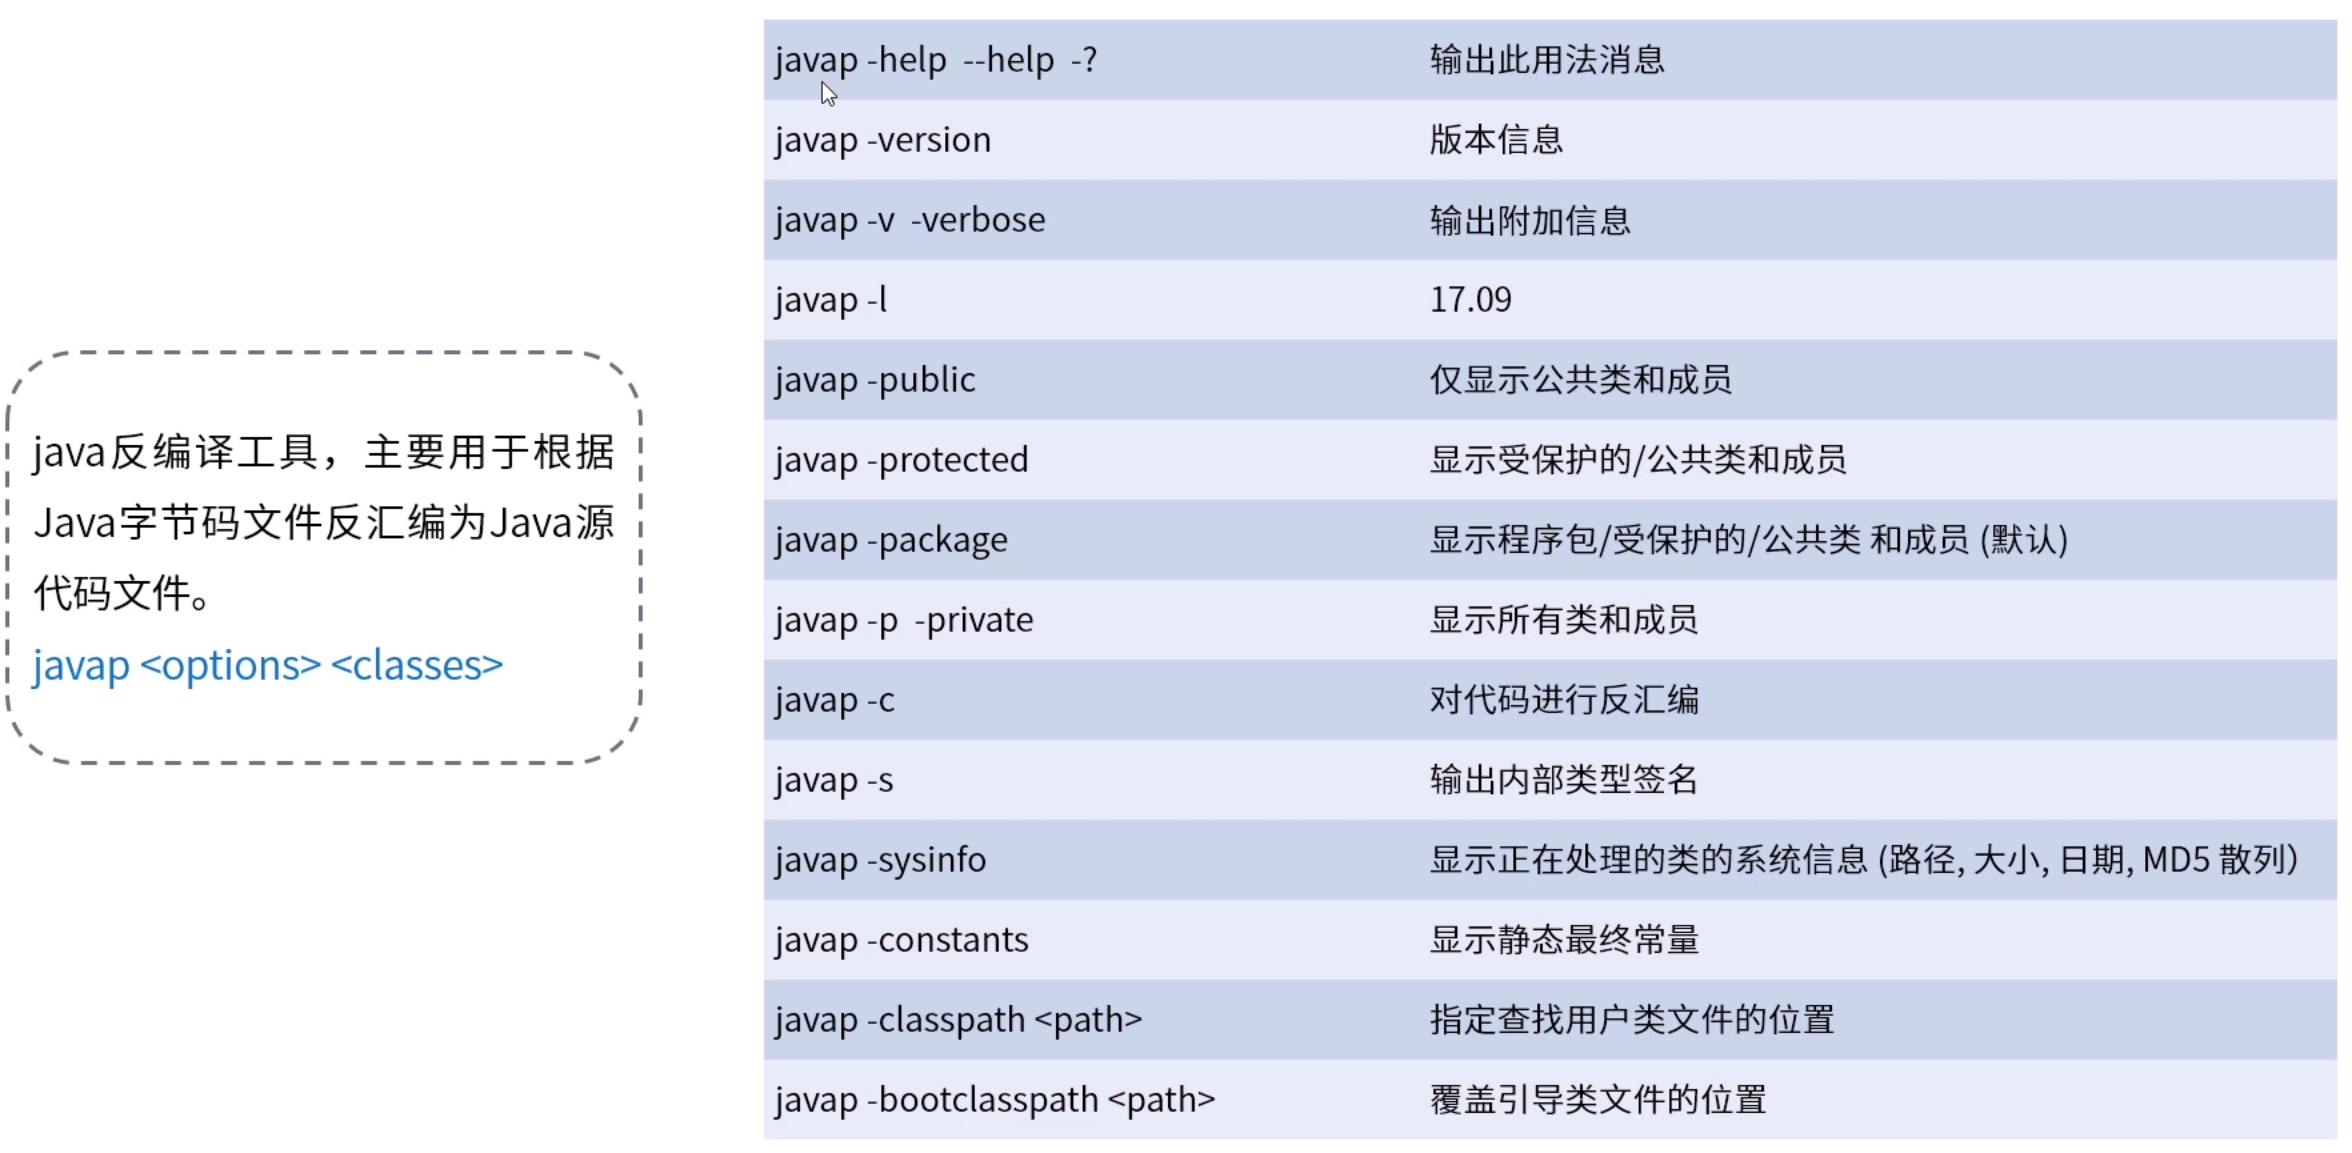 java反编译工具，主要用于根据
Java字节码文件反汇编为Java源
代码文件。
javap <options> <classes>
javap -help  --help  -? 输出此用法消息
javap -version 版本信息
javap -v  -verbose 输出附加信息
javap -l 17.09
javap -public 仅显示公共类和成员
javap -protected 显示受保护的/公共类和成员
javap -package 显示程序包/受保护的/公共类 和成员 (默认)
javap -p  -private 显示所有类和成员
javap -c 对代码进行反汇编
javap -s 输出内部类型签名
javap -sysinfo 显示正在处理的类的系统信息 (路径, 大小, 日期, MD5 散列）
javap -constants 显示静态最终常量
javap -classpath <path> 指定查找用户类文件的位置
javap -bootclasspath <path> 覆盖引导类文件的位置